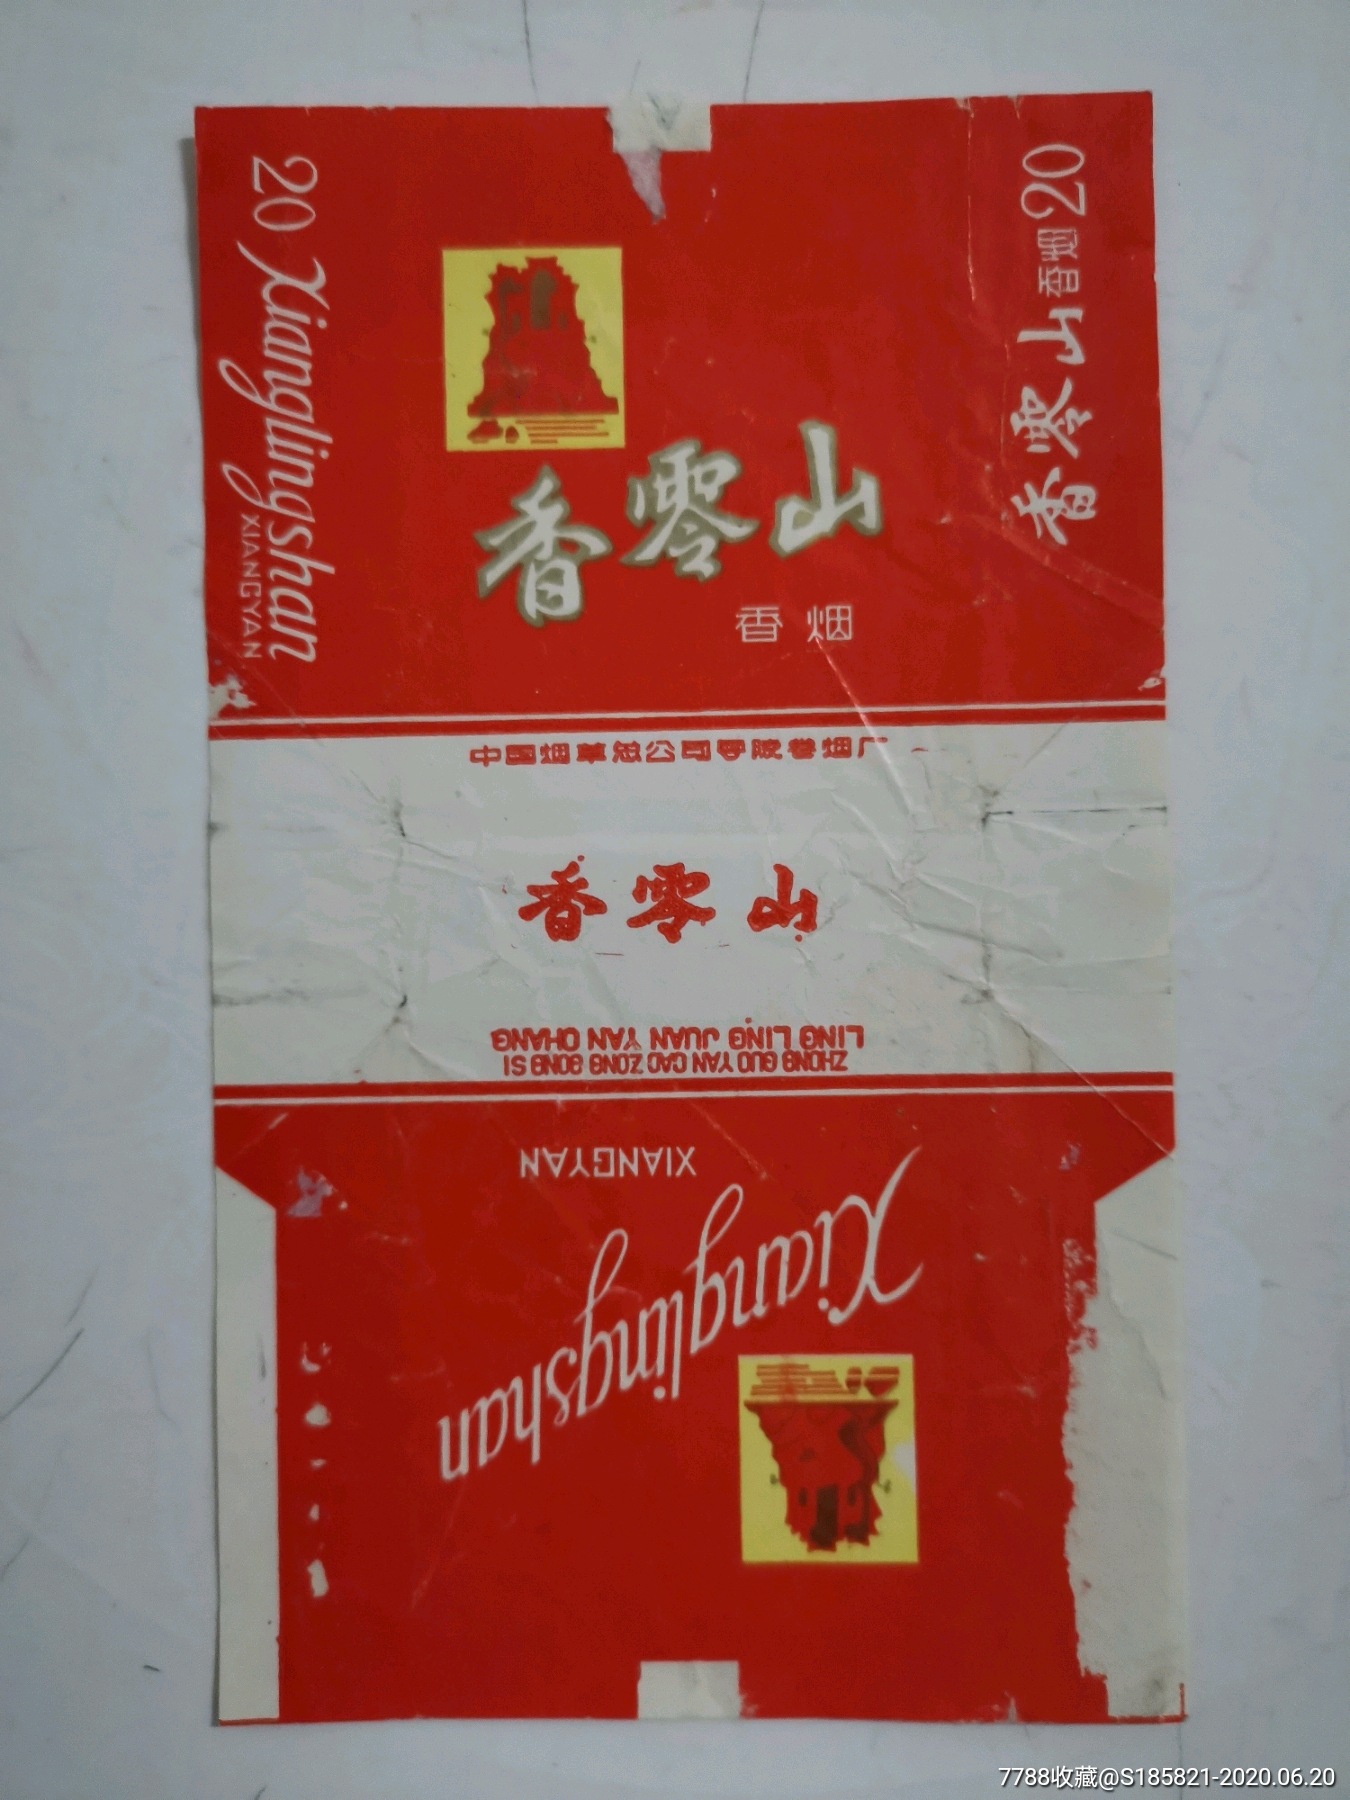 20 Xianglingshan
XIANGYAN
香零山
香烟
香零山香烟20
中国烟草总公司零陵卷烟厂
香零山
ZHONG GUO YAN CAO ZONG GONG SI
LING LING JUAN YAN CHANG
XIANGYAN
Xianglingshan
7788收藏@S185821-2020.06.20